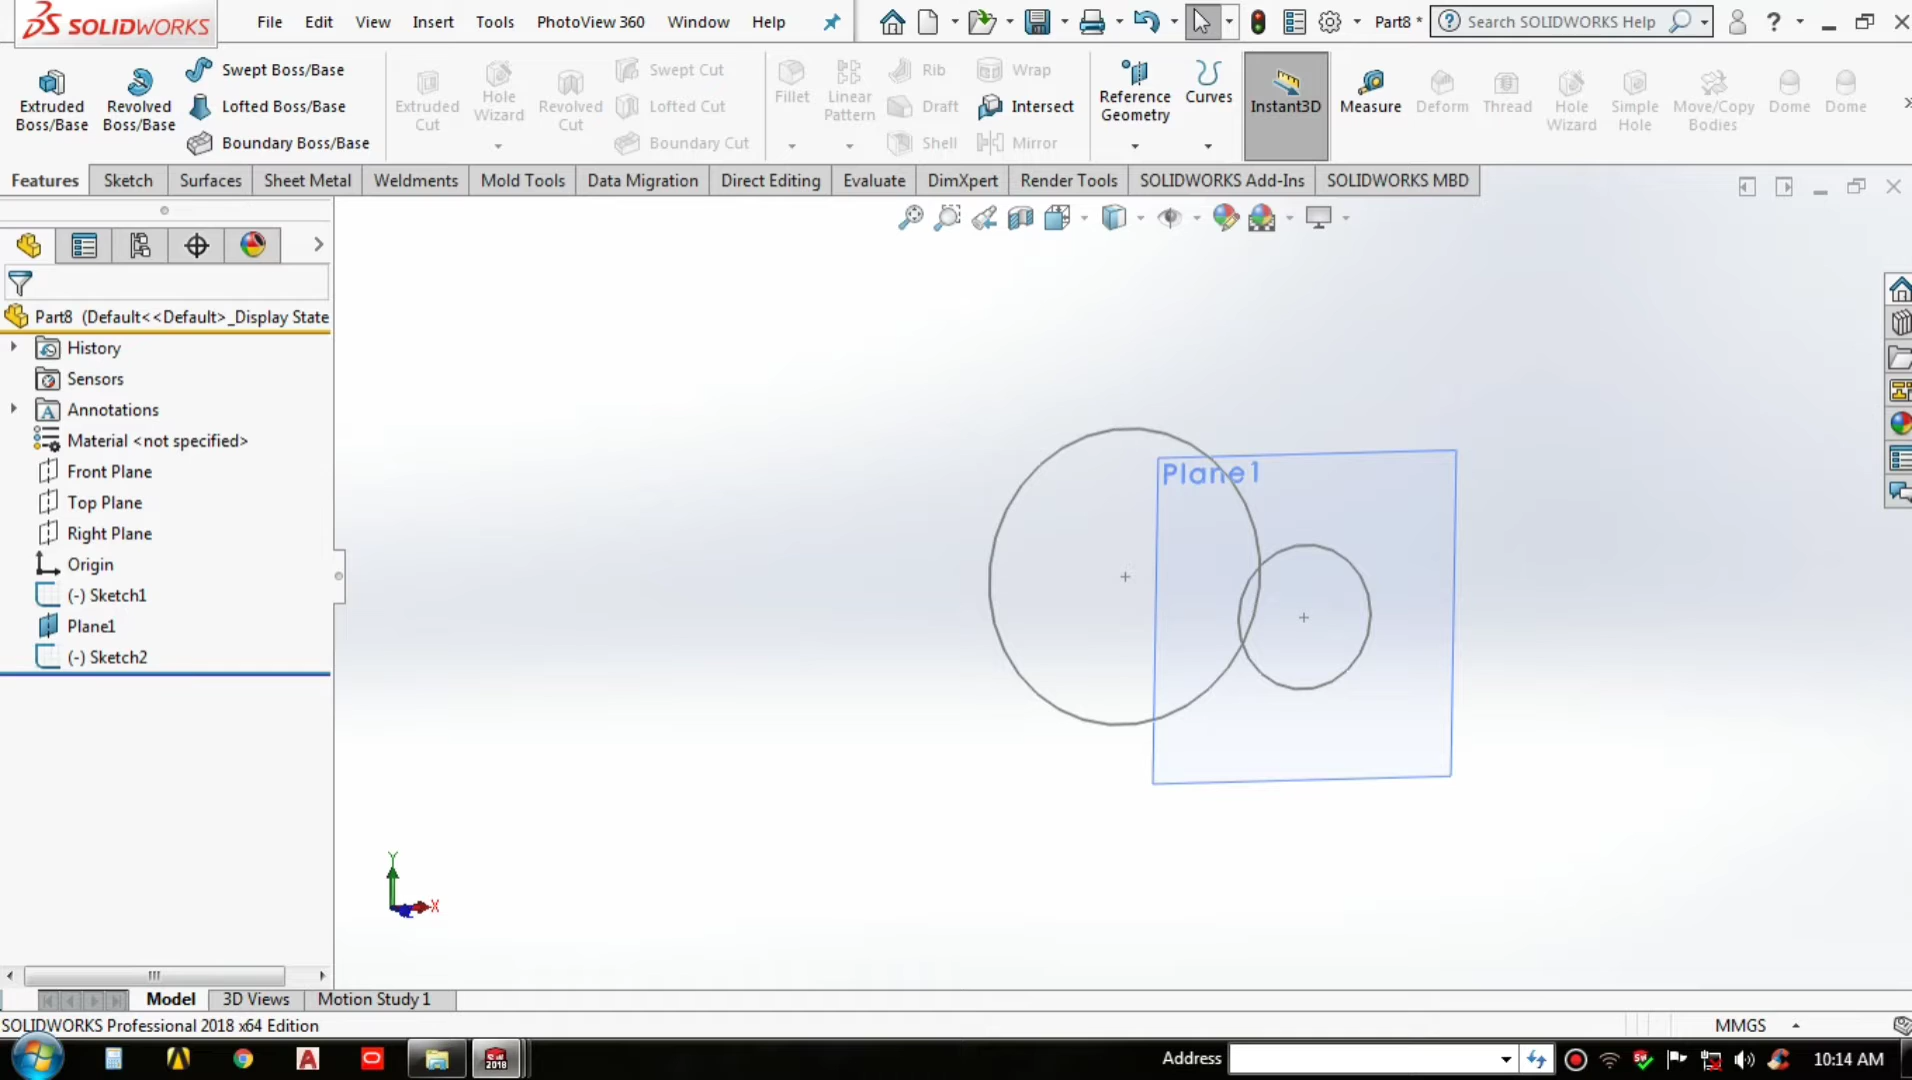 SOLIDWORKS File Edit View Insert Tools PhotoView 360 Window Help Part8 * Search SOLIDWORKS Help ?
Extruded Boss/Base
Revolved Boss/Base
Swept Boss/Base
Lofted Boss/Base
Boundary Boss/Base
Extruded Cut
Hole Wizard
Revolved Cut
Swept Cut
Lofted Cut
Boundary Cut
Fillet
Linear Pattern
Rib
Draft
Shell
Wrap
Intersect
Mirror
Reference Geometry
Curves
Instant3D
Measure
Deform
Thread
Hole Wizard
Simple Hole
Move/Copy Bodies
Dome
Dome
Features Sketch Surfaces Sheet Metal Weldments Mold Tools Data Migration Direct Editing Evaluate DimXpert Render Tools SOLIDWORKS Add-Ins SOLIDWORKS MBD
Part8 (Default<<Default>_Display State
History
Sensors
Annotations
Material <not specified>
Front Plane
Top Plane
Right Plane
Origin
(-) Sketch1
Plane1
(-) Sketch2
Plane1
Y
X
Model 3D Views Motion Study 1
SOLIDWORKS Professional 2018 x64 Edition MMGS
Address 10:14 AM